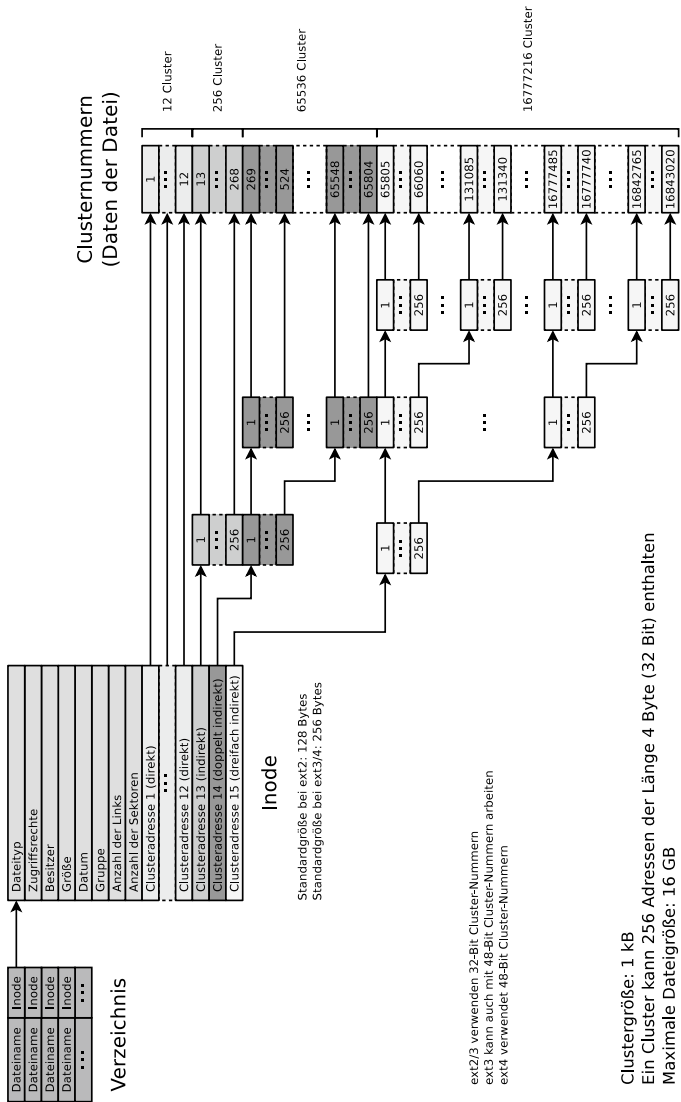 Dateiname Inode
Dateiname Inode
Dateiname Inode
Dateiname Inode
... ...
Verzeichnis
Dateityp
Zugriffsrechte
Besitzer
Größe
Datum
Gruppe
Anzahl der Links
Anzahl der Sektoren
Clusteradresse 1 (direkt)
...
Clusteradresse 12 (direkt)
Clusteradresse 13 (indirekt)
Clusteradresse 14 (doppelt indirekt)
Clusteradresse 15 (dreifach indirekt)
Inode
Standardgröße bei ext2: 128 Bytes
Standardgröße bei ext3/4: 256 Bytes
1
...
256
1
...
256
1
...
256
1
...
256
...
1
...
256
1
...
256
...
1
...
256
1
...
256
...
1
...
256
...
1
...
256
...
1
...
256
Clusternummern
(Daten der Datei)
1
...
12
13
...
268
269
...
524
...
65548
...
65804
65805
...
66060
...
131085
...
131340
...
16777485
...
16777740
...
16842765
...
16843020
12 Cluster
256 Cluster
65536 Cluster
16777216 Cluster
ext2/3 verwenden 32-Bit Cluster-Nummern
ext3 kann auch mit 48-Bit Cluster-Nummern arbeiten
ext4 verwendet 48-Bit Cluster-Nummern
Clustergröße: 1 kB
Ein Cluster kann 256 Adressen der Länge 4 Byte (32 Bit) enthalten
Maximale Dateigröße: 16 GB